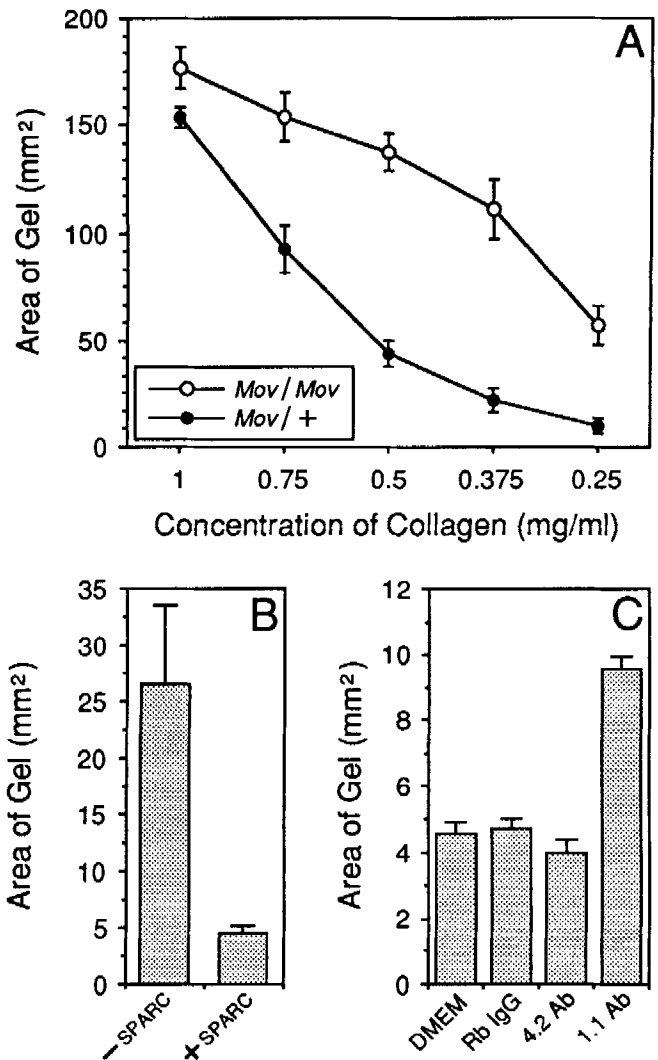 A
Area of Gel (mm²)
200
150
100
50
0
Mov/Mov
Mov/+
1 0.75 0.5 0.375 0.25
Concentration of Collagen (mg/ml)
B
Area of Gel (mm²)
35
30
25
20
15
10
5
0
– SPARC
+ SPARC
C
Area of Gel (mm²)
12
10
8
6
4
2
0
DMEM
Rb IgG
4.2 Ab
1.1 Ab